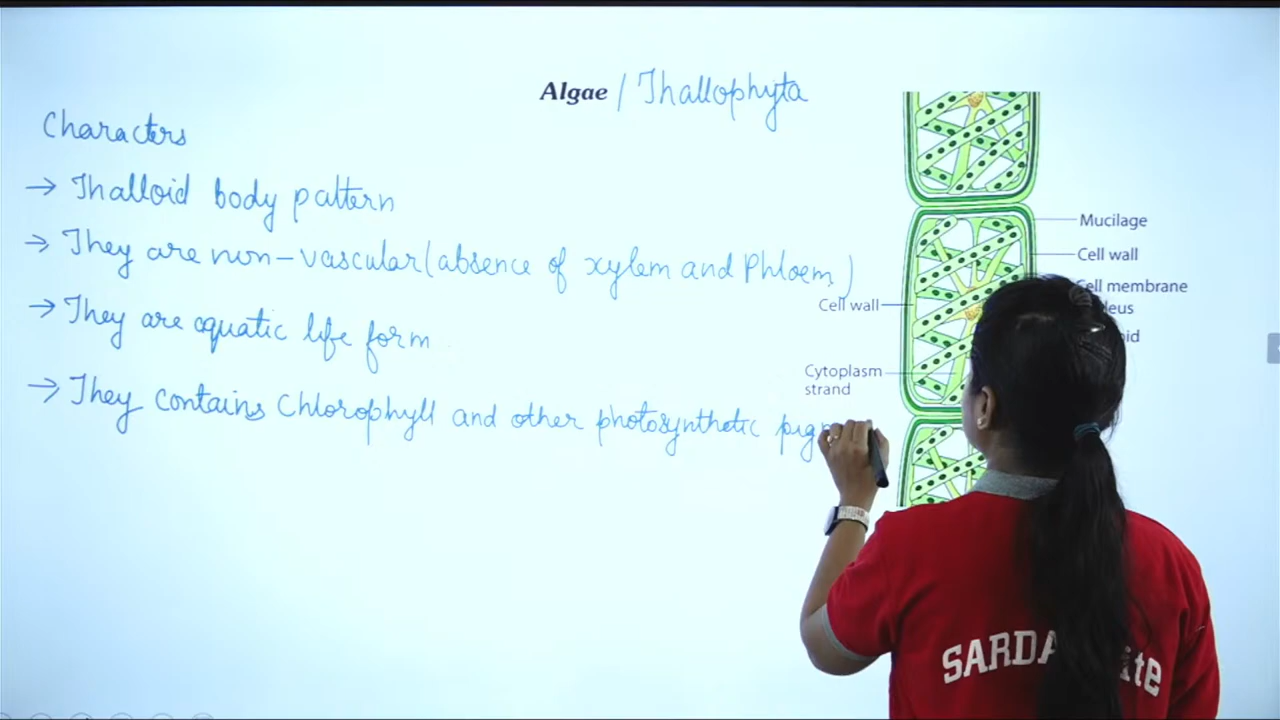 Algae / Thallophyta
Characters
→ Thalloid body pattern
→ They are non-vascular (absence of xylem and Phloem)
→ They are aquatic life form
→ They contains Chlorophyll and other photosynthetic pig
Mucilage
Cell wall
Cell membrane
Cell wall
Cytoplasm
strand
SARDA